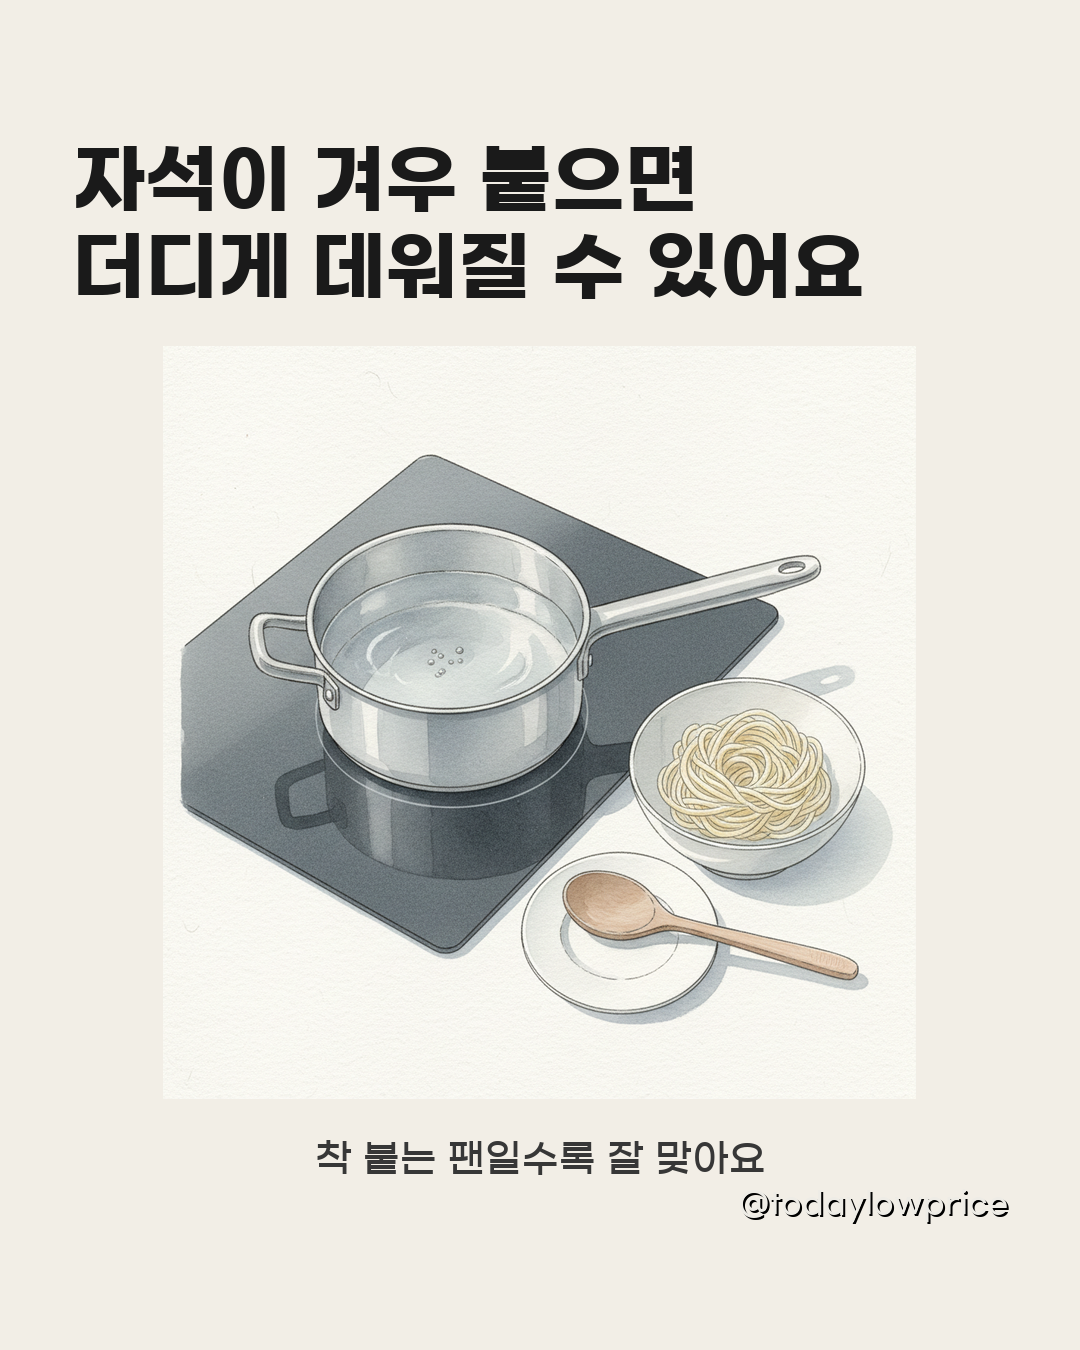 자석이 겨우 붙으면
더디게 데워질 수 있어요
착 붙는 팬일수록 잘 맞아요
@todaylowprice